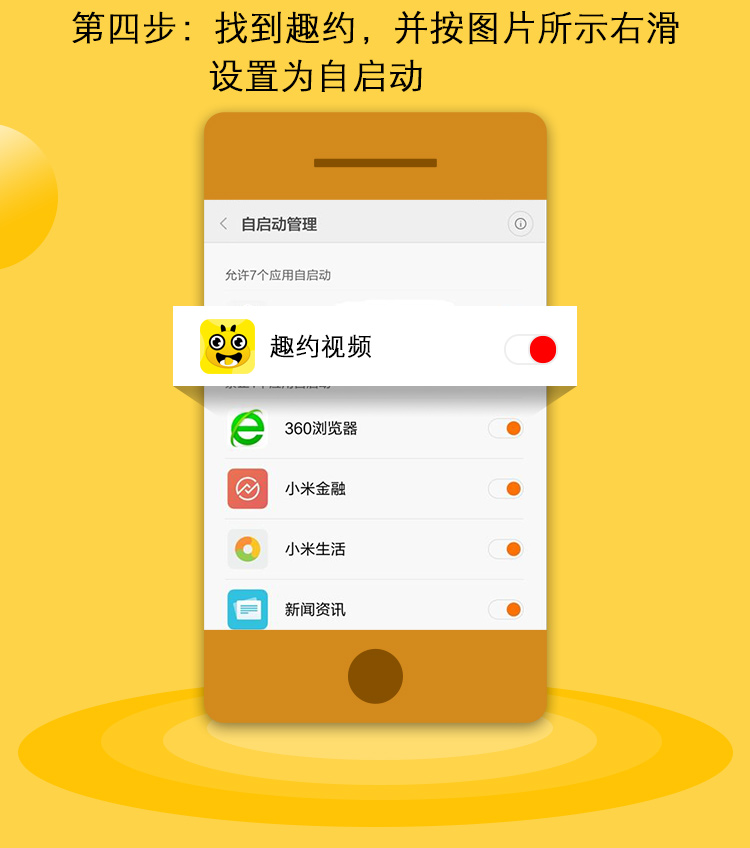 第四步：找到趣约，并按图片所示右滑
设置为自启动
自启动管理
允许7个应用自启动
趣约视频
360浏览器
小米金融
小米生活
新闻资讯